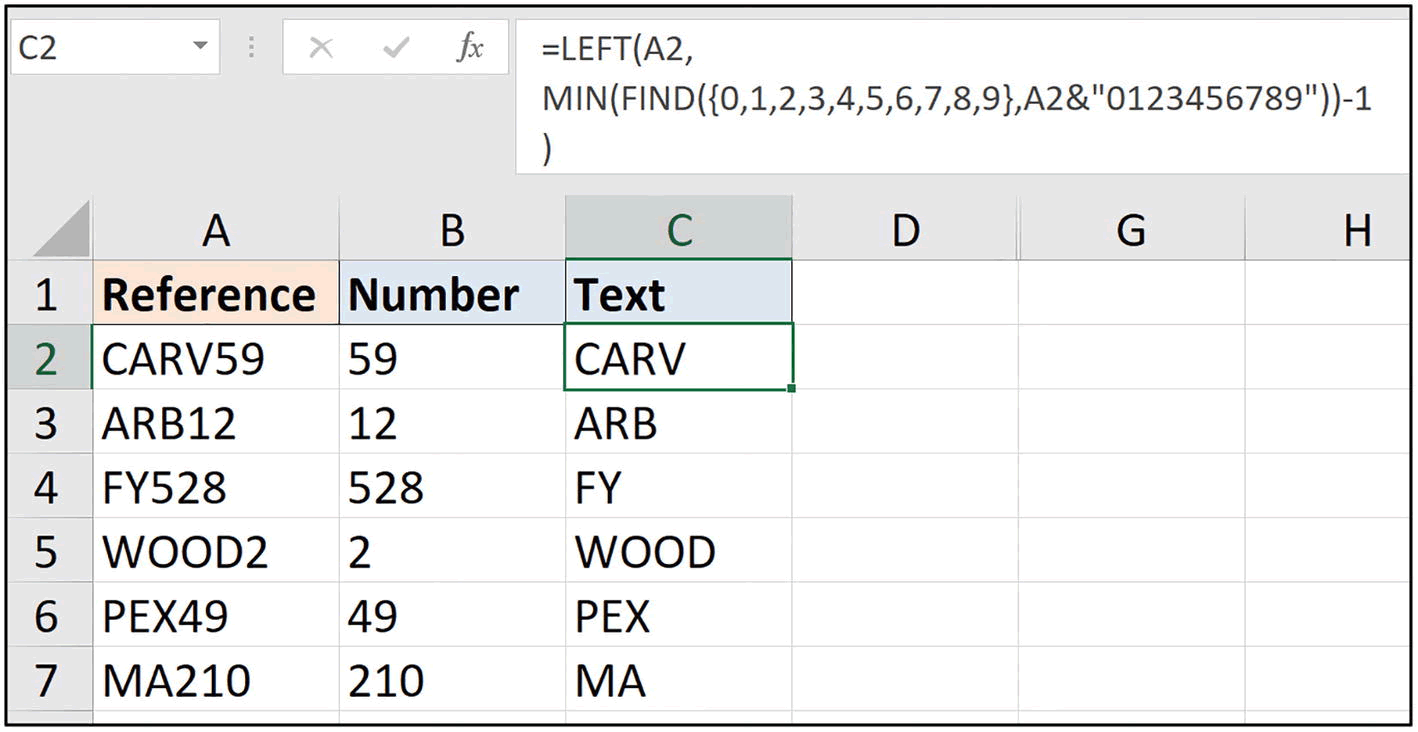 C2 fx =LEFT(A2,
MIN(FIND({0,1,2,3,4,5,6,7,8,9},A2&"0123456789"))-1
)
A B C D G H
1 Reference Number Text
2 CARV59 59 CARV
3 ARB12 12 ARB
4 FY528 528 FY
5 WOOD2 2 WOOD
6 PEX49 49 PEX
7 MA210 210 MA